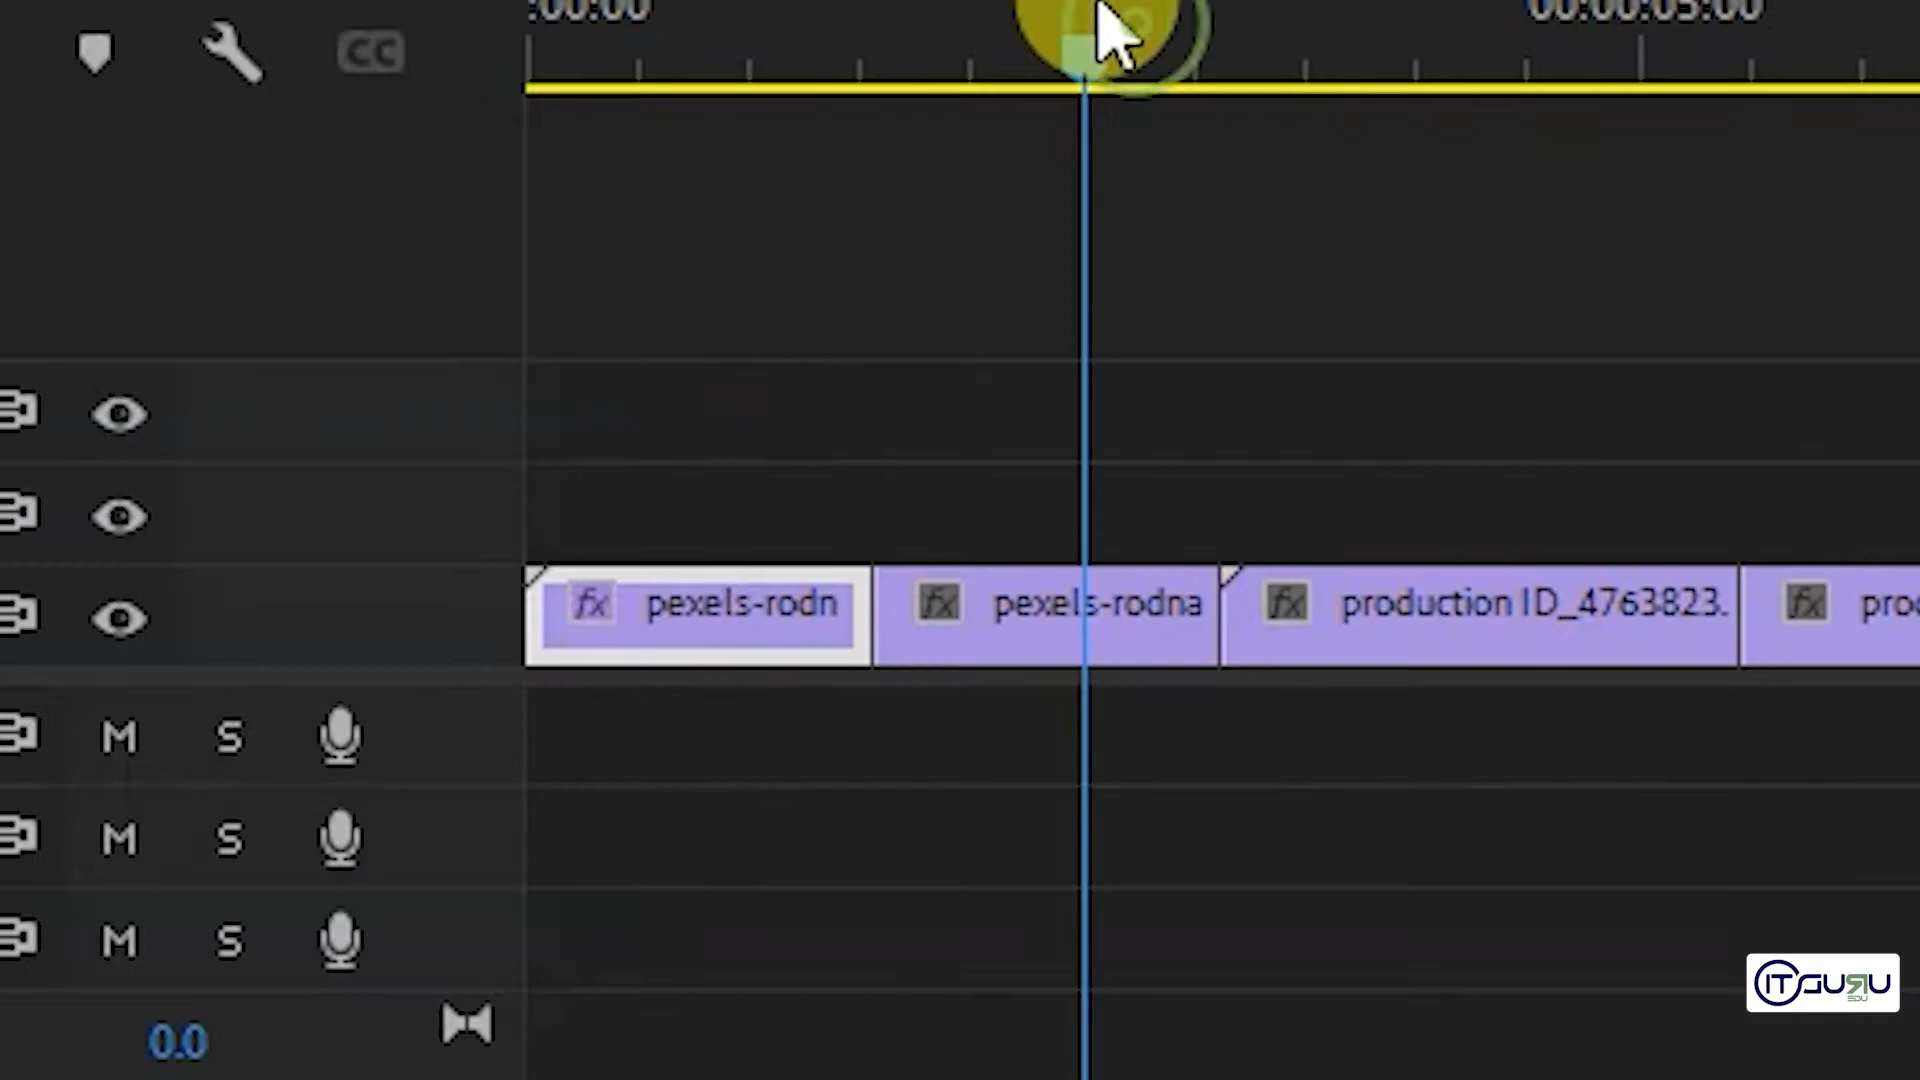 :00:00
00:00:05:00
CC
fx pexels-rodn
fx pexels-rodna
fx production ID_4763823.
fx proc
M S
M S
M S
0.0
ITGURU
EDU